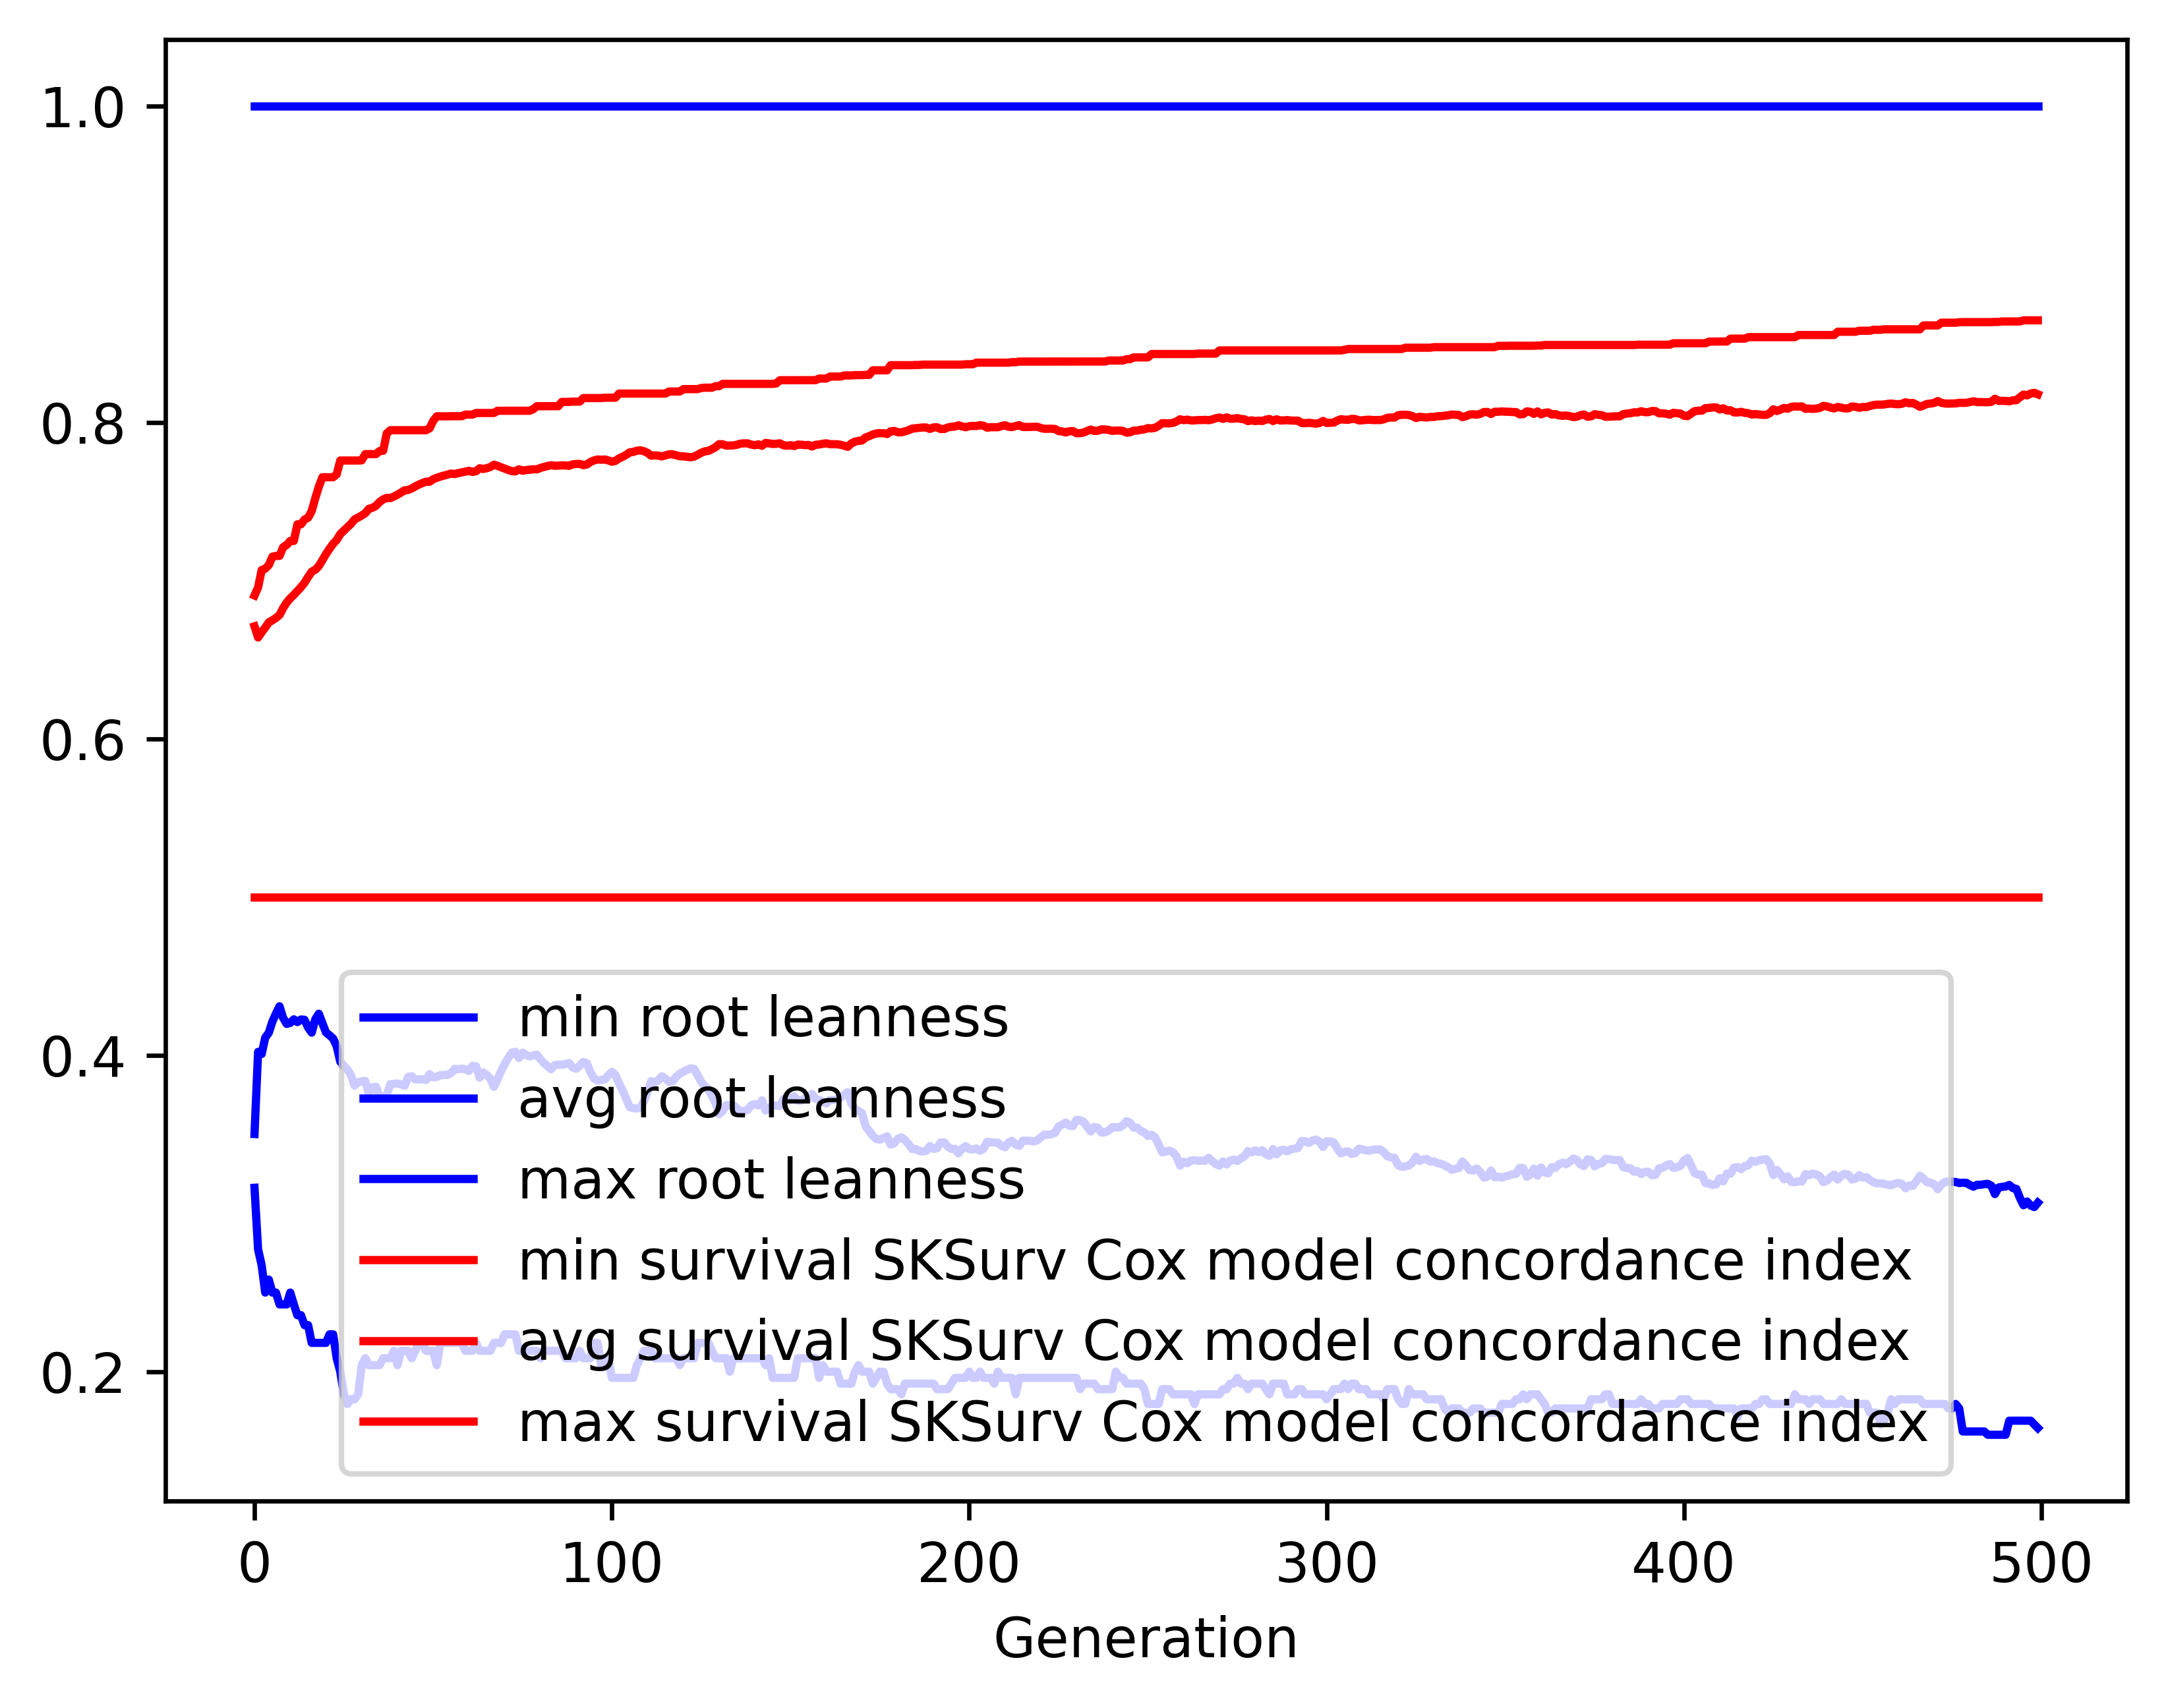 1.0
0.8
0.6
0.4
0.2
min root leanness
avg root leanness
max root leanness
min survival SKSurv Cox model concordance index
avg survival SKSurv Cox model concordance index
max survival SKSurv Cox model concordance index
0 100 200 300 400 500
Generation